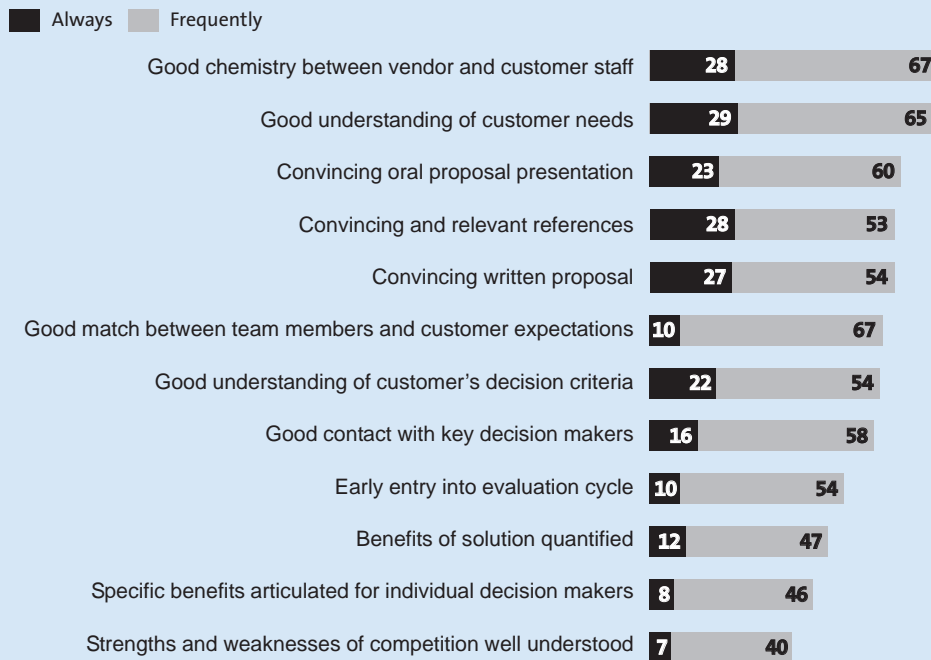 Always Frequently
Good chemistry between vendor and customer staff 28 67
Good understanding of customer needs 29 65
Convincing oral proposal presentation 23 60
Convincing and relevant references 28 53
Convincing written proposal 27 54
Good match between team members and customer expectations 10 67
Good understanding of customer’s decision criteria 22 54
Good contact with key decision makers 16 58
Early entry into evaluation cycle 10 54
Benefits of solution quantified 12 47
Specific benefits articulated for individual decision makers 8 46
Strengths and weaknesses of competition well understood 7 40